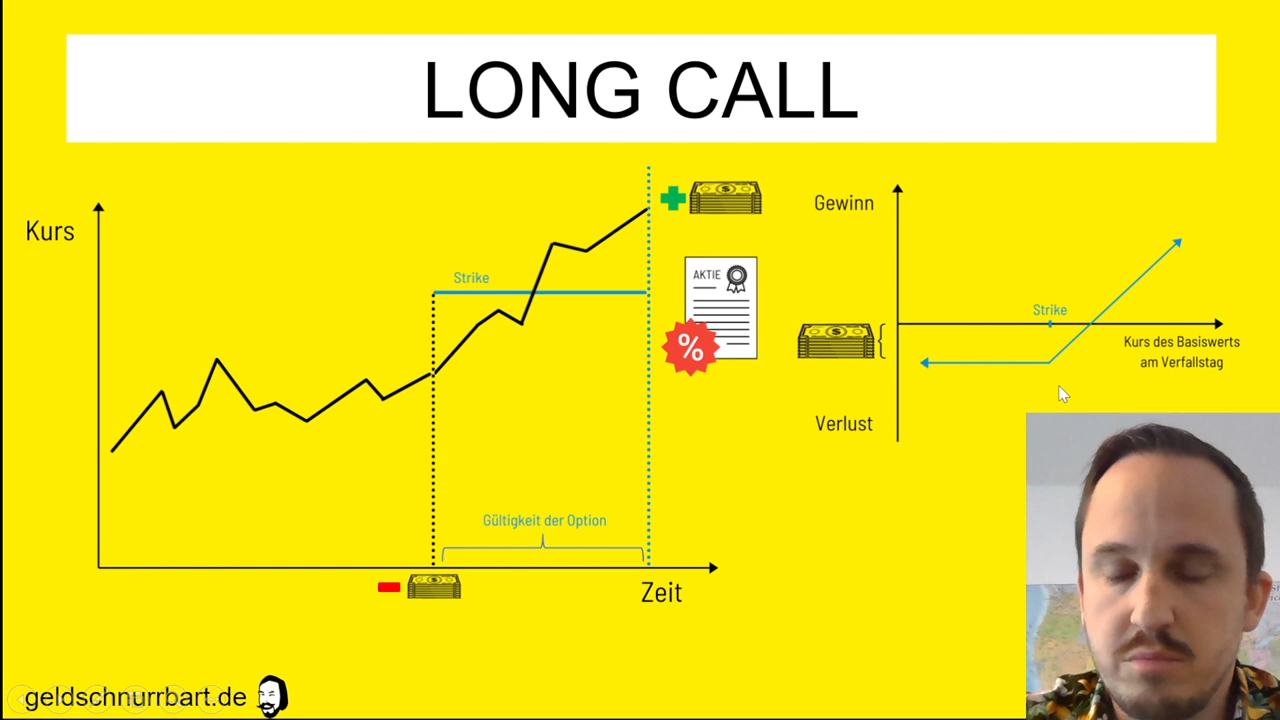 LONG CALL
Kurs
Strike
AKTIE
%
Gültigkeit der Option
Zeit
Gewinn
Strike
Kurs des Basiswerts
am Verfallstag
Verlust
geldschnurrbart.de